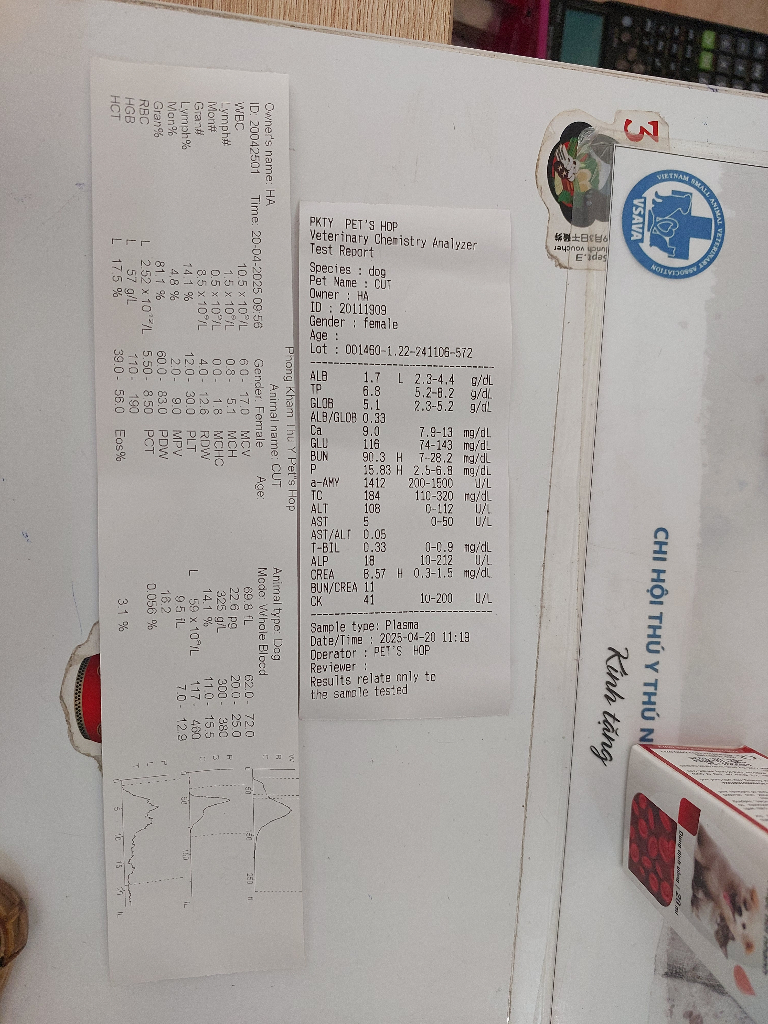 PKTY PET'S HOP
Veterinary Chemistry Analyzer
Test Report
Species : dog
Pet Name : CUT
Owner : HA
ID : 20111909
Gender : female
Age :
Lot : 001460-1.22-241106-572
ALB 1.7 L 2.3-4.4 g/dL
TP 6.8 5.2-8.2 g/dL
GLOB 5.1 2.3-5.2 g/dL
ALB/GLOB 0.33
Ca 9.0 7.9-13 mg/dL
GLU 116 74-143 mg/dL
BUN 90.3 H 7-28.2 mg/dL
P 15.83 H 2.5-6.8 mg/dL
a-AMY 1412 200-1500 U/L
TC 184 110-320 mg/dL
ALT 108 0-112 U/L
AST 5 0-50 U/L
AST/ALT 0.05
T-BIL 0.33 0-0.9 mg/dL
ALP 18 10-212 U/L
CREA 8.57 H 0.3-1.5 mg/dL
BUN/CREA 11
CK 41 10-200 U/L
Sample type: Plasma
Date/Time : 2025-04-20 11:19
Operator : PET'S HOP
Reviewer :
Results relate only to
the sample tested
Phong Kham Thu Y Pet's Hop
Owner's name: HA Animal name: CUT Animal type: Dog
ID: 20042501 Time: 20-04-2025 09:56 Gender: Female Age: Mode: Whole Blood
WBC 10.5 x10⁹/L 6.0 - 17.0 MCV 69.8 fL 62.0 - 72.0
Lymph# 1.5 x10⁹/L 0.8 - 5.1 MCH 22.6 pg 20.0 - 25.0
Mon# 0.5 x10⁹/L 0.0 - 1.8 MCHC 325 g/L 300 - 380
Gran# 8.5 x10⁹/L 4.0 - 12.6 RDW 14.1 % 11.0 - 15.5
Lymph% 14.1 % 12.0 - 30.0 PLT L 59 x10⁹/L 117 - 460
Mon% 4.8 % 2.0 - 9.0 MPV 9.5 fL 7.0 - 12.9
Gran% 81.1 % 60.0 - 83.0 PDW 16.2
RBC L 2.52 x10¹²/L 5.50 - 8.50 PCT 0.056 %
HGB L 57 g/L 110 - 190
HCT L 17.5 % 39.0 - 56.0 Eos% 3.1 %
3
Sept.3
lunch voucher
VIETNAM SMALL ANIMAL VETERINARY ASSOCIATION
VSAVA
CHI HỘI THÚ Y THÚ N
Kính tặng
20 ml